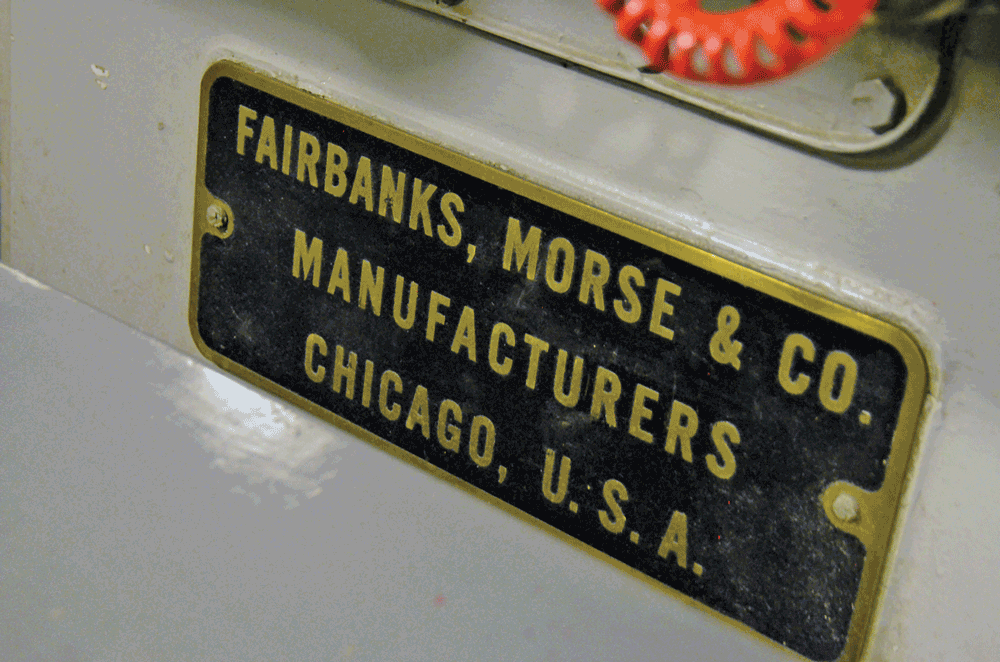 FAIRBANKS, MORSE & CO.
MANUFACTURERS
CHICAGO, U.S.A.